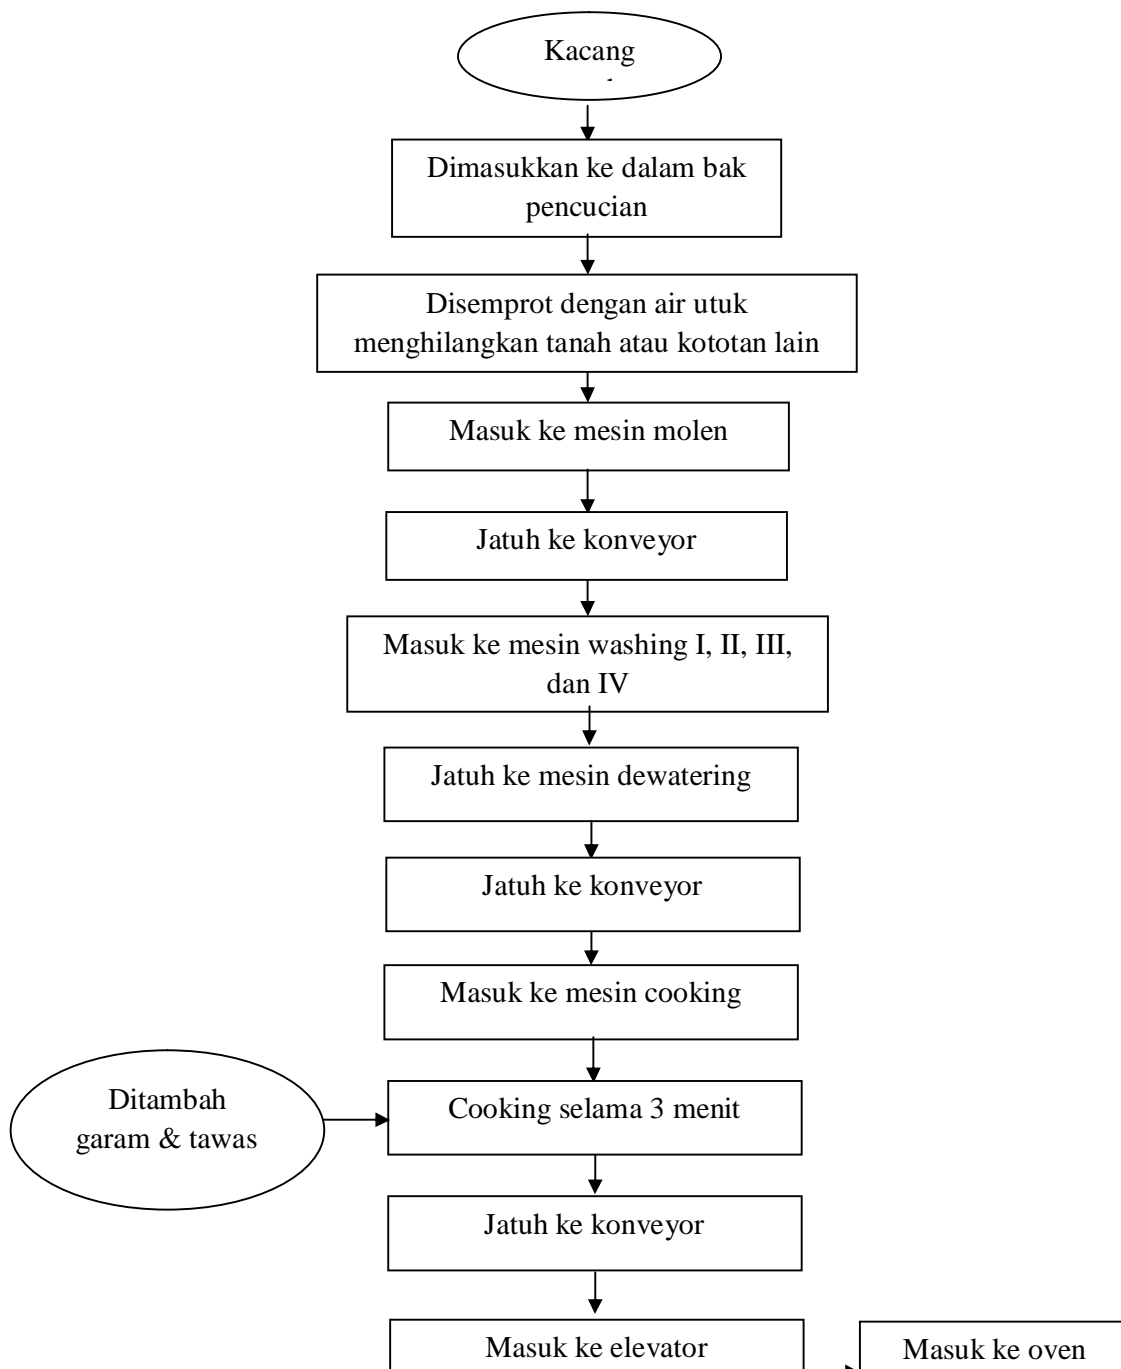 Kacang
Dimasukkan ke dalam bak
pencucian
Disemprot dengan air utuk
menghilangkan tanah atau kototan lain
Masuk ke mesin molen
Jatuh ke konveyor
Masuk ke mesin washing I, II, III,
dan IV
Jatuh ke mesin dewatering
Jatuh ke konveyor
Masuk ke mesin cooking
Ditambah
garam & tawas
Cooking selama 3 menit
Jatuh ke konveyor
Masuk ke elevator
Masuk ke oven